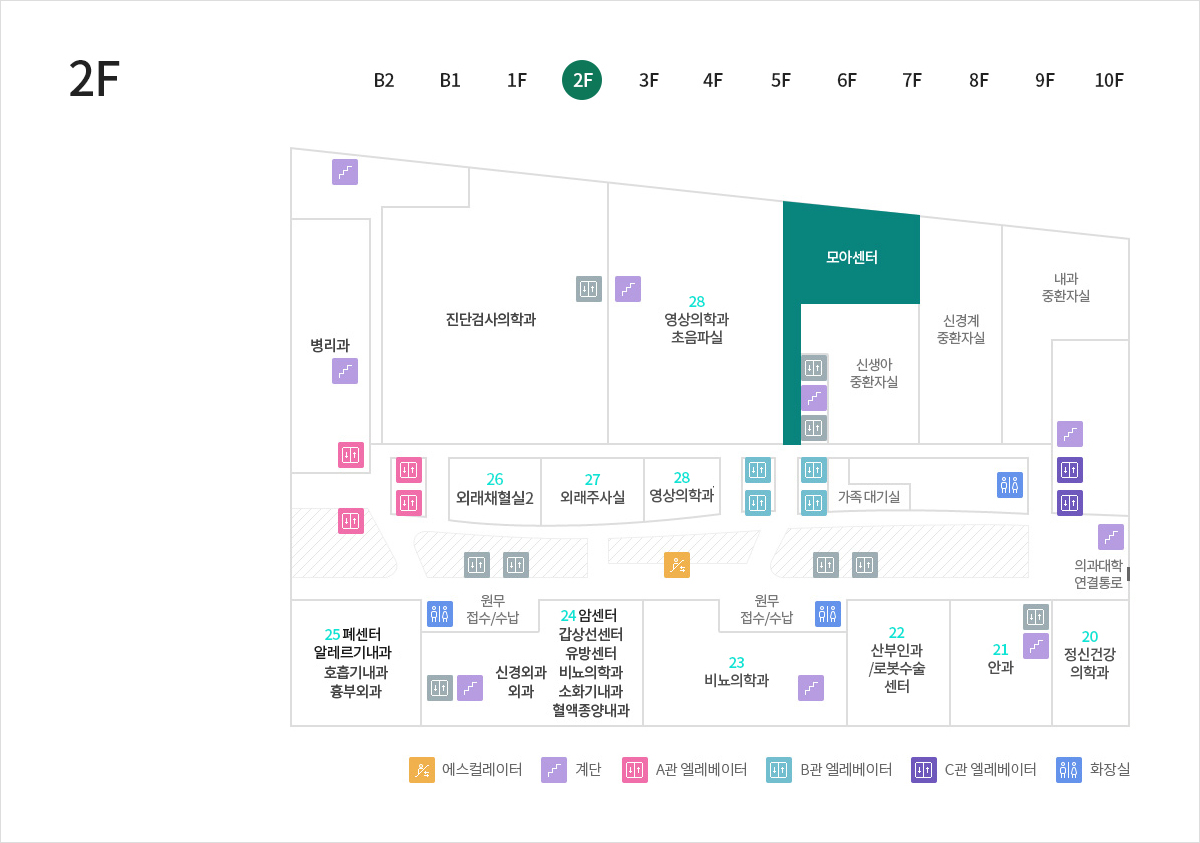 2F
B2 B1 1F 2F 3F 4F 5F 6F 7F 8F 9F 10F
모아센터
내과
중환자실
28
영상의학과
초음파실
진단검사의학과
신경계
중환자실
병리과
신생아
중환자실
26
외래채혈실2
27
외래주사실
28
영상의학과
가족 대기실
의과대학
연결통로
원무
접수/수납
원무
접수/수납
25 폐센터
알레르기내과
호흡기내과
흉부외과
신경외과
외과
24 암센터
갑상선센터
유방센터
비뇨의학과
소화기내과
혈액종양내과
23
비뇨의학과
22
산부인과
/로봇수술
센터
21
안과
20
정신건강
의학과
에스컬레이터 계단 A관 엘레베이터 B관 엘레베이터 C관 엘레베이터 화장실